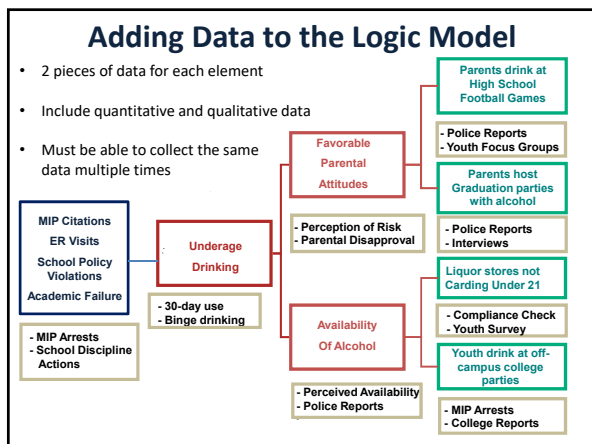 Adding Data to the Logic Model
• 2 pieces of data for each element
• Include quantitative and qualitative data
• Must be able to collect the same
data multiple times
MIP Citations
ER Visits
School Policy
Violations
Academic Failure
- MIP Arrests
- School Discipline
Actions
Underage
Drinking
- 30-day use
- Binge drinking
Favorable
Parental
Attitudes
- Perception of Risk
- Parental Disapproval
Availability
Of Alcohol
- Perceived Availability
- Police Reports
Parents drink at
High School
Football Games
- Police Reports
- Youth Focus Groups
Parents host
Graduation parties
with alcohol
- Police Reports
- Interviews
Liquor stores not
Carding Under 21
- Compliance Check
- Youth Survey
Youth drink at off-
campus college
parties
- MIP Arrests
- College Reports